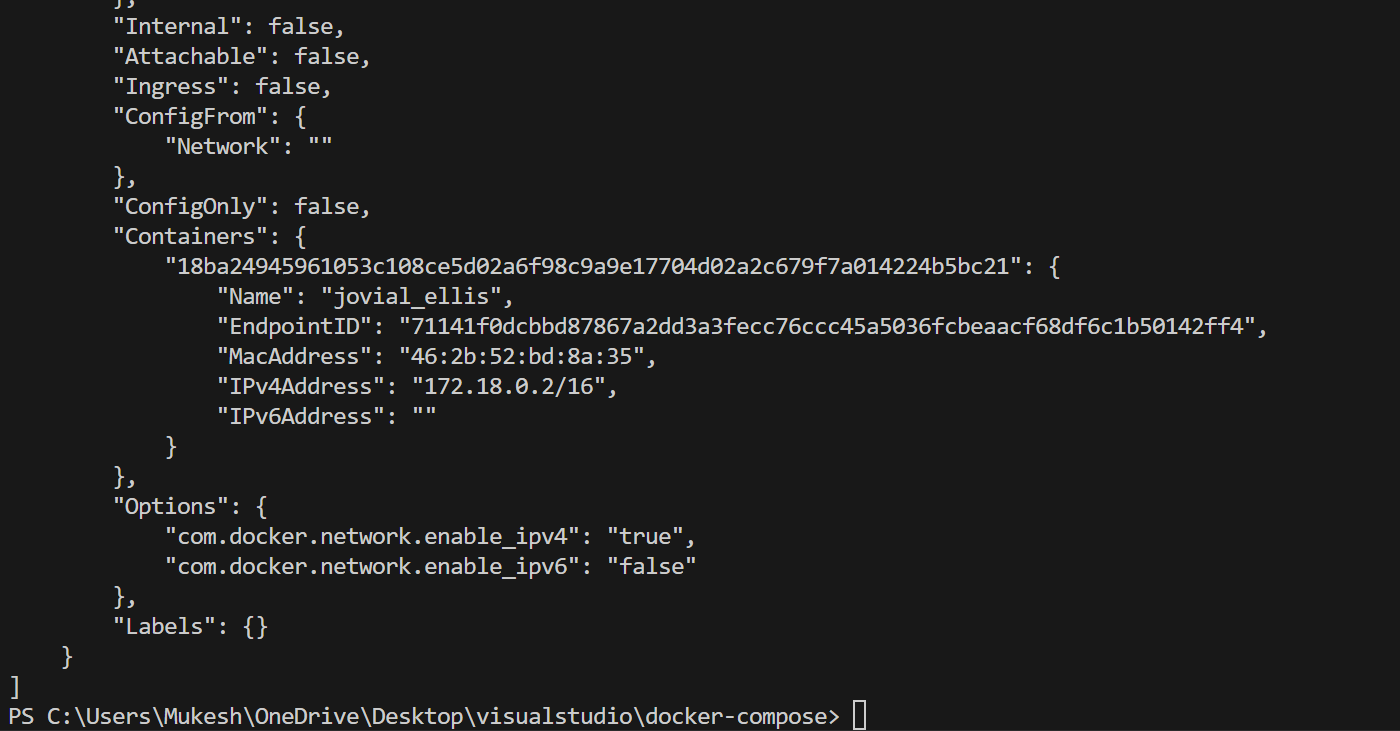 },
"Internal": false,
"Attachable": false,
"Ingress": false,
"ConfigFrom": {
"Network": ""
},
"ConfigOnly": false,
"Containers": {
"18ba24945961053c108ce5d02a6f98c9a9e17704d02a2c679f7a014224b5bc21": {
"Name": "jovial_ellis",
"EndpointID": "71141f0dcbbd87867a2dd3a3fecc76ccc45a5036fcbeaacf68df6c1b50142ff4",
"MacAddress": "46:2b:52:bd:8a:35",
"IPv4Address": "172.18.0.2/16",
"IPv6Address": ""
}
},
"Options": {
"com.docker.network.enable_ipv4": "true",
"com.docker.network.enable_ipv6": "false"
},
"Labels": {}
}
]
PS C:\Users\Mukesh\OneDrive\Desktop\visualstudio\docker-compose>